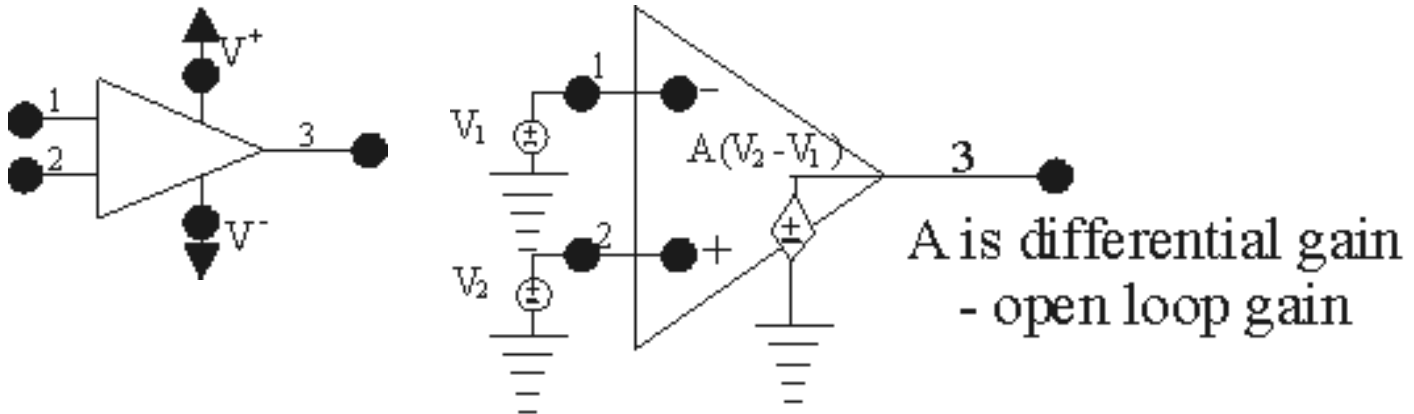 V⁺
1
3
2
V⁻
1
-
V₁
A(V₂-V₁)
3
2
+
V₂
A is differential gain
- open loop gain